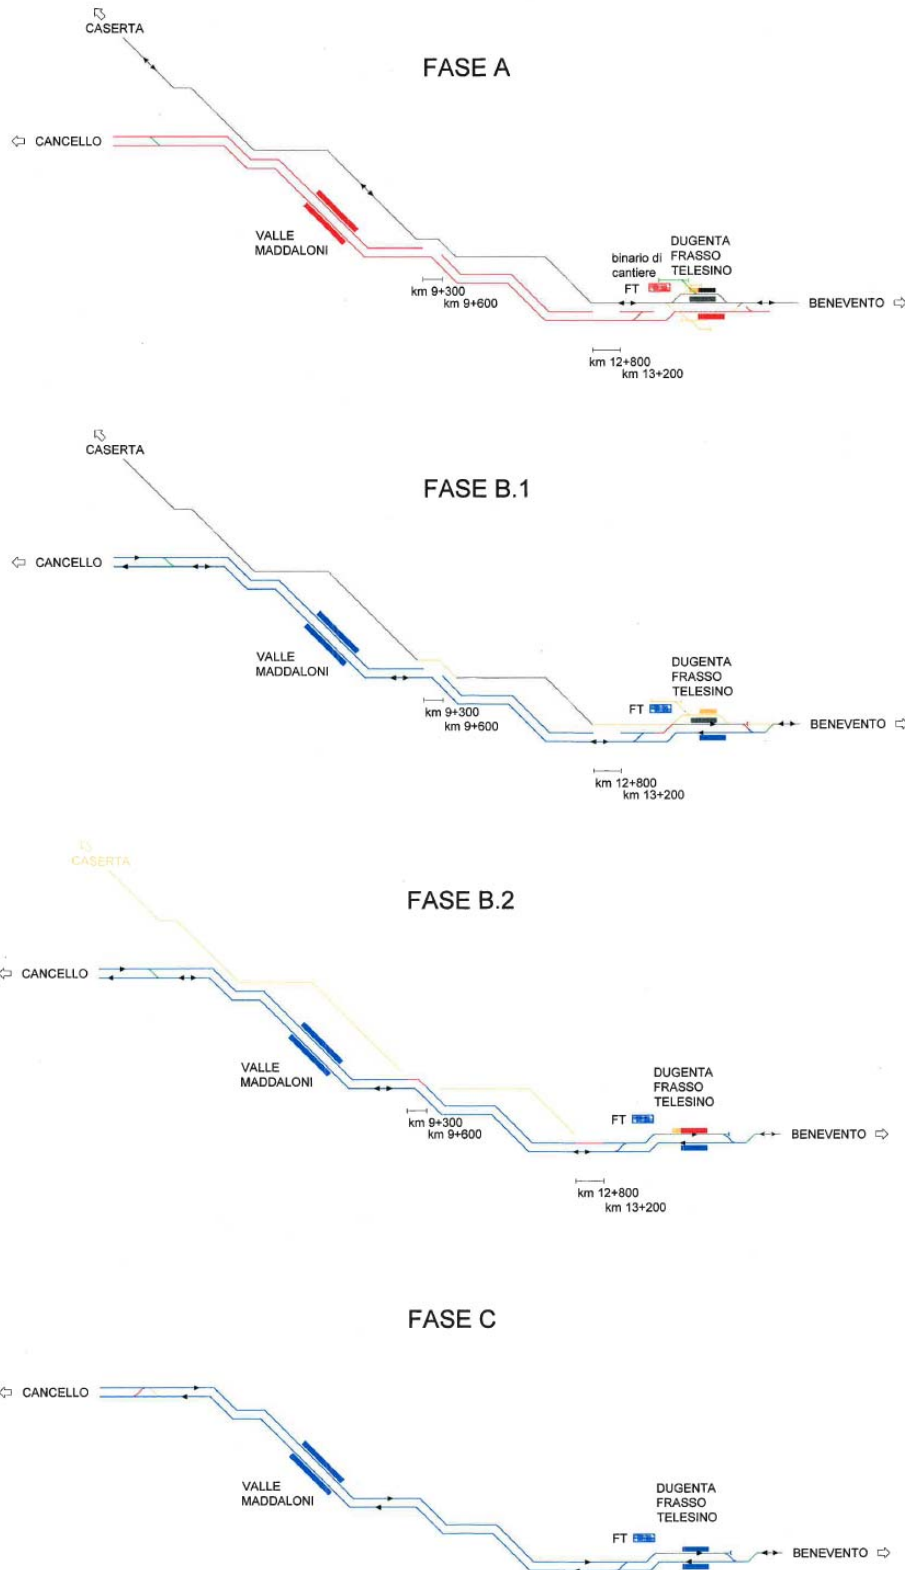 CASERTA
FASE A
CANCELLO
VALLE
MADDALONI
DUGENTA
FRASSO
TELESINO
binario di
cantiere
FT
BENEVENTO
km 9+300
km 9+600
km 12+800
km 13+200
CASERTA
FASE B.1
CANCELLO
VALLE
MADDALONI
DUGENTA
FRASSO
TELESINO
FT
BENEVENTO
km 9+300
km 9+600
km 12+800
km 13+200
CASERTA
FASE B.2
CANCELLO
VALLE
MADDALONI
DUGENTA
FRASSO
TELESINO
FT
BENEVENTO
km 9+300
km 9+600
km 12+800
km 13+200
FASE C
CANCELLO
VALLE
MADDALONI
DUGENTA
FRASSO
TELESINO
FT
BENEVENTO